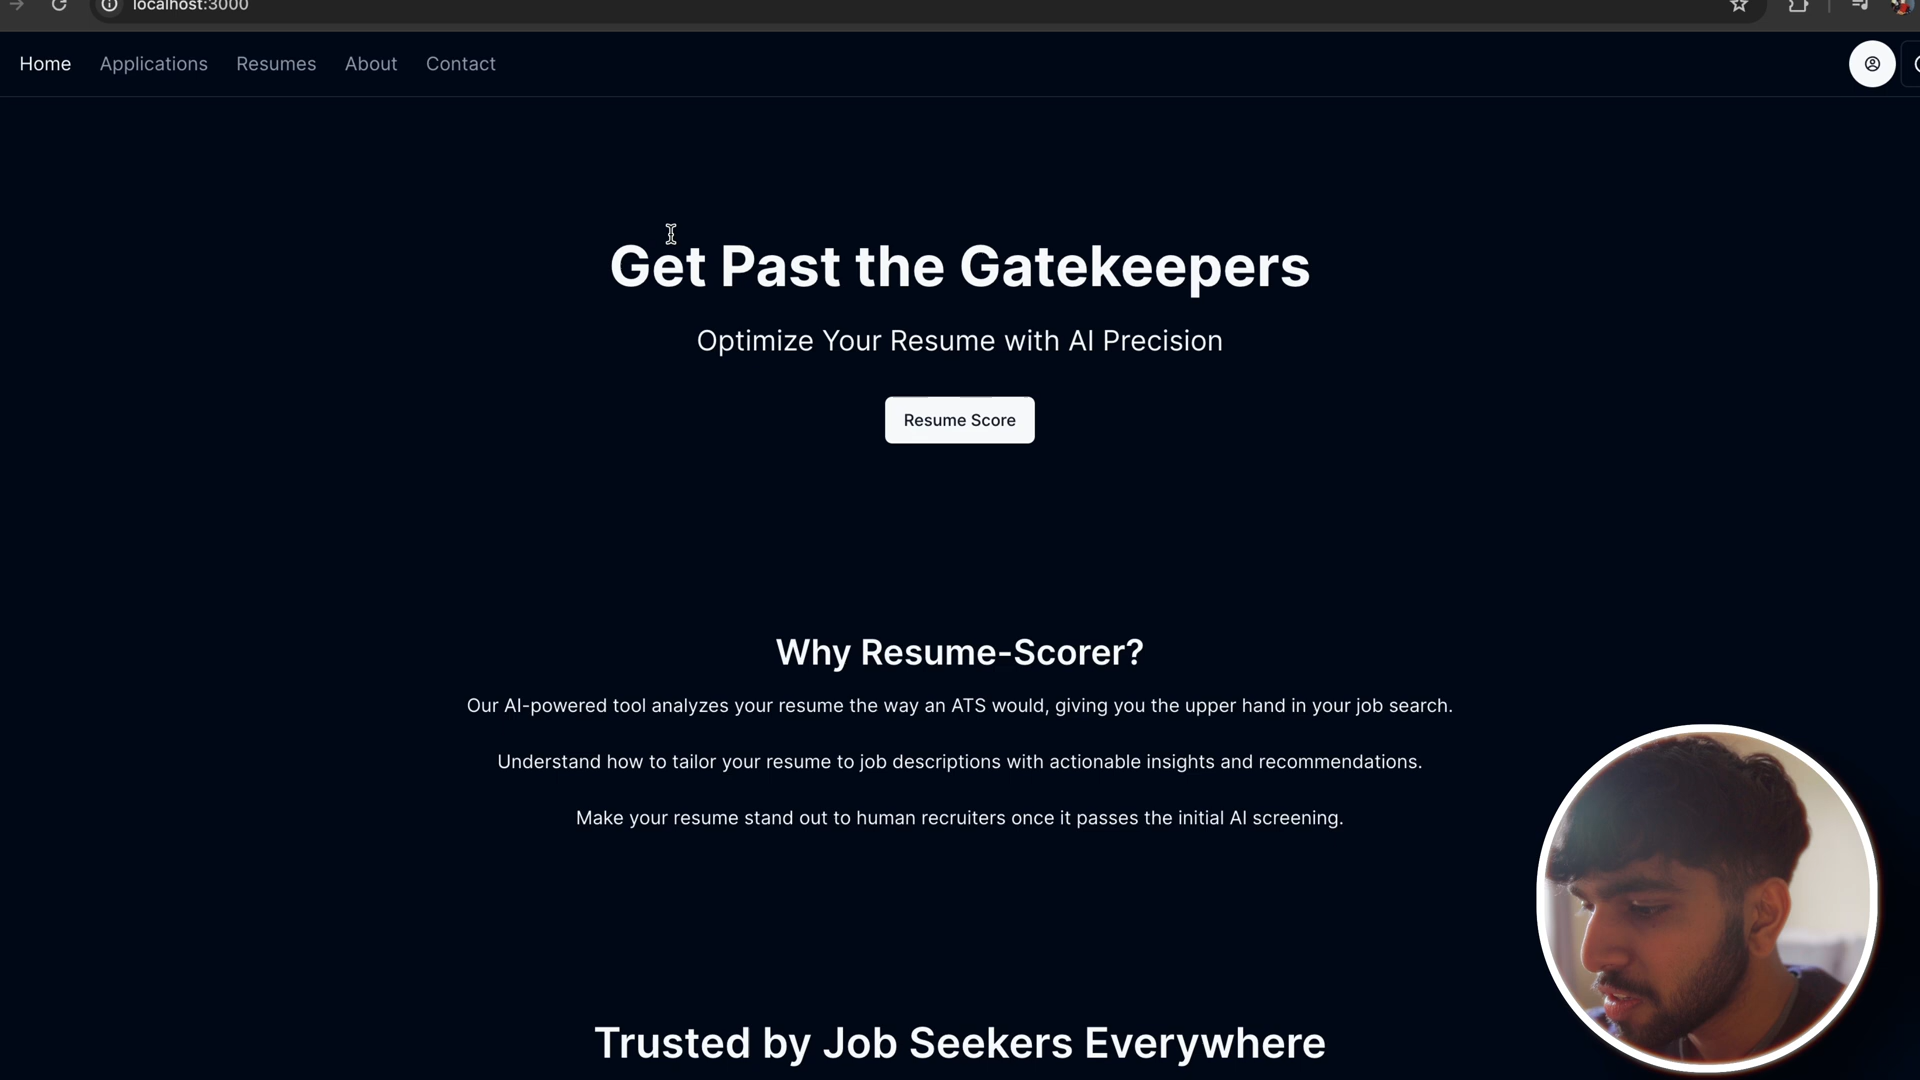 localhost:3000
Home Applications Resumes About Contact
Get Past the Gatekeepers
Optimize Your Resume with AI Precision
Resume Score
Why Resume-Scorer?
Our AI-powered tool analyzes your resume the way an ATS would, giving you the upper hand in your job search.
Understand how to tailor your resume to job descriptions with actionable insights and recommendations.
Make your resume stand out to human recruiters once it passes the initial AI screening.
Trusted by Job Seekers Everywhere